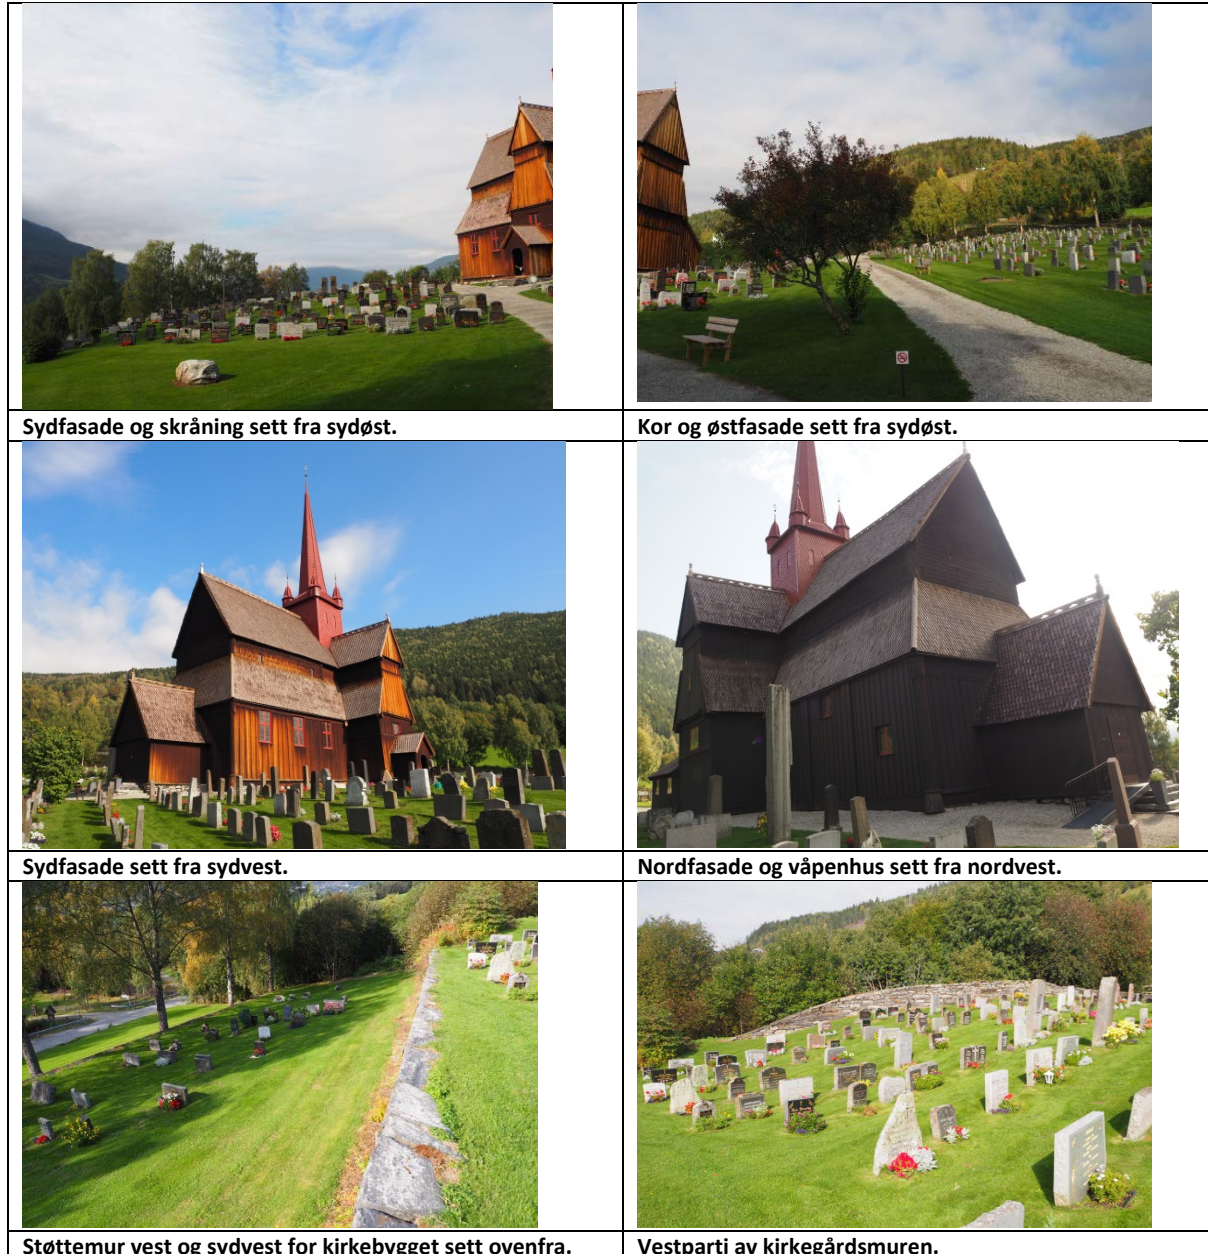 Sydfasade og skråning sett fra sydøst.
Kor og østfasade sett fra sydøst.
Sydfasade sett fra sydvest.
Nordfasade og våpenhus sett fra nordvest.
Støttemur vest og sydvest for kirkebygget sett ovenfra.
Vestparti av kirkegårdsmuren.